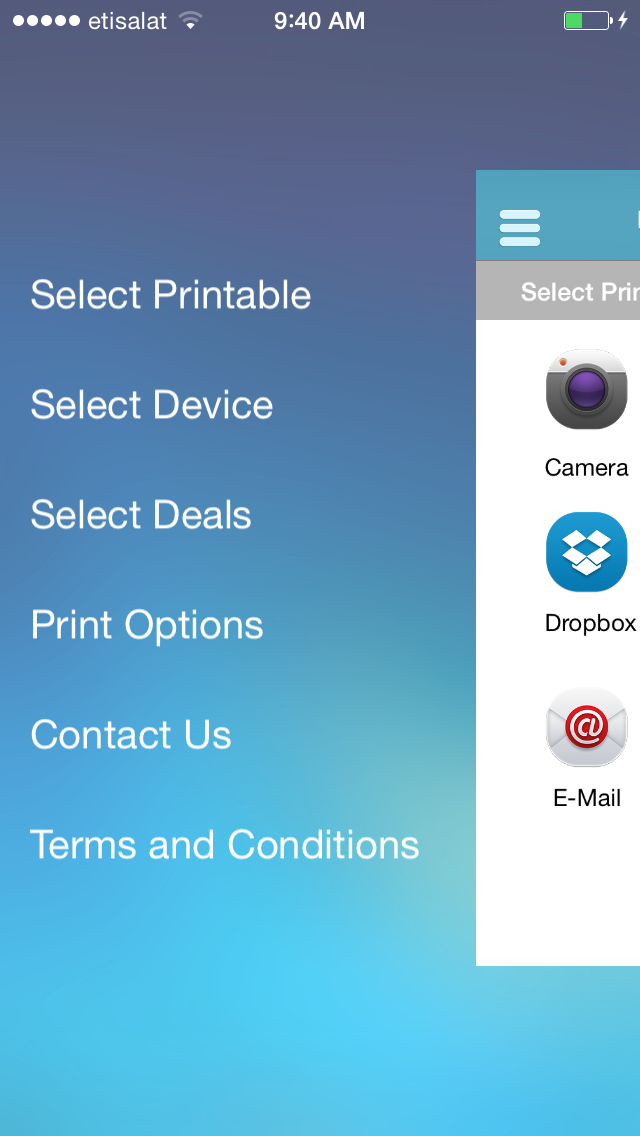 etisalat 9:40 AM
Select Printable
Select Device
Select Deals
Print Options
Contact Us
Terms and Conditions
Select Prin
Camera
Dropbox
E-Mail